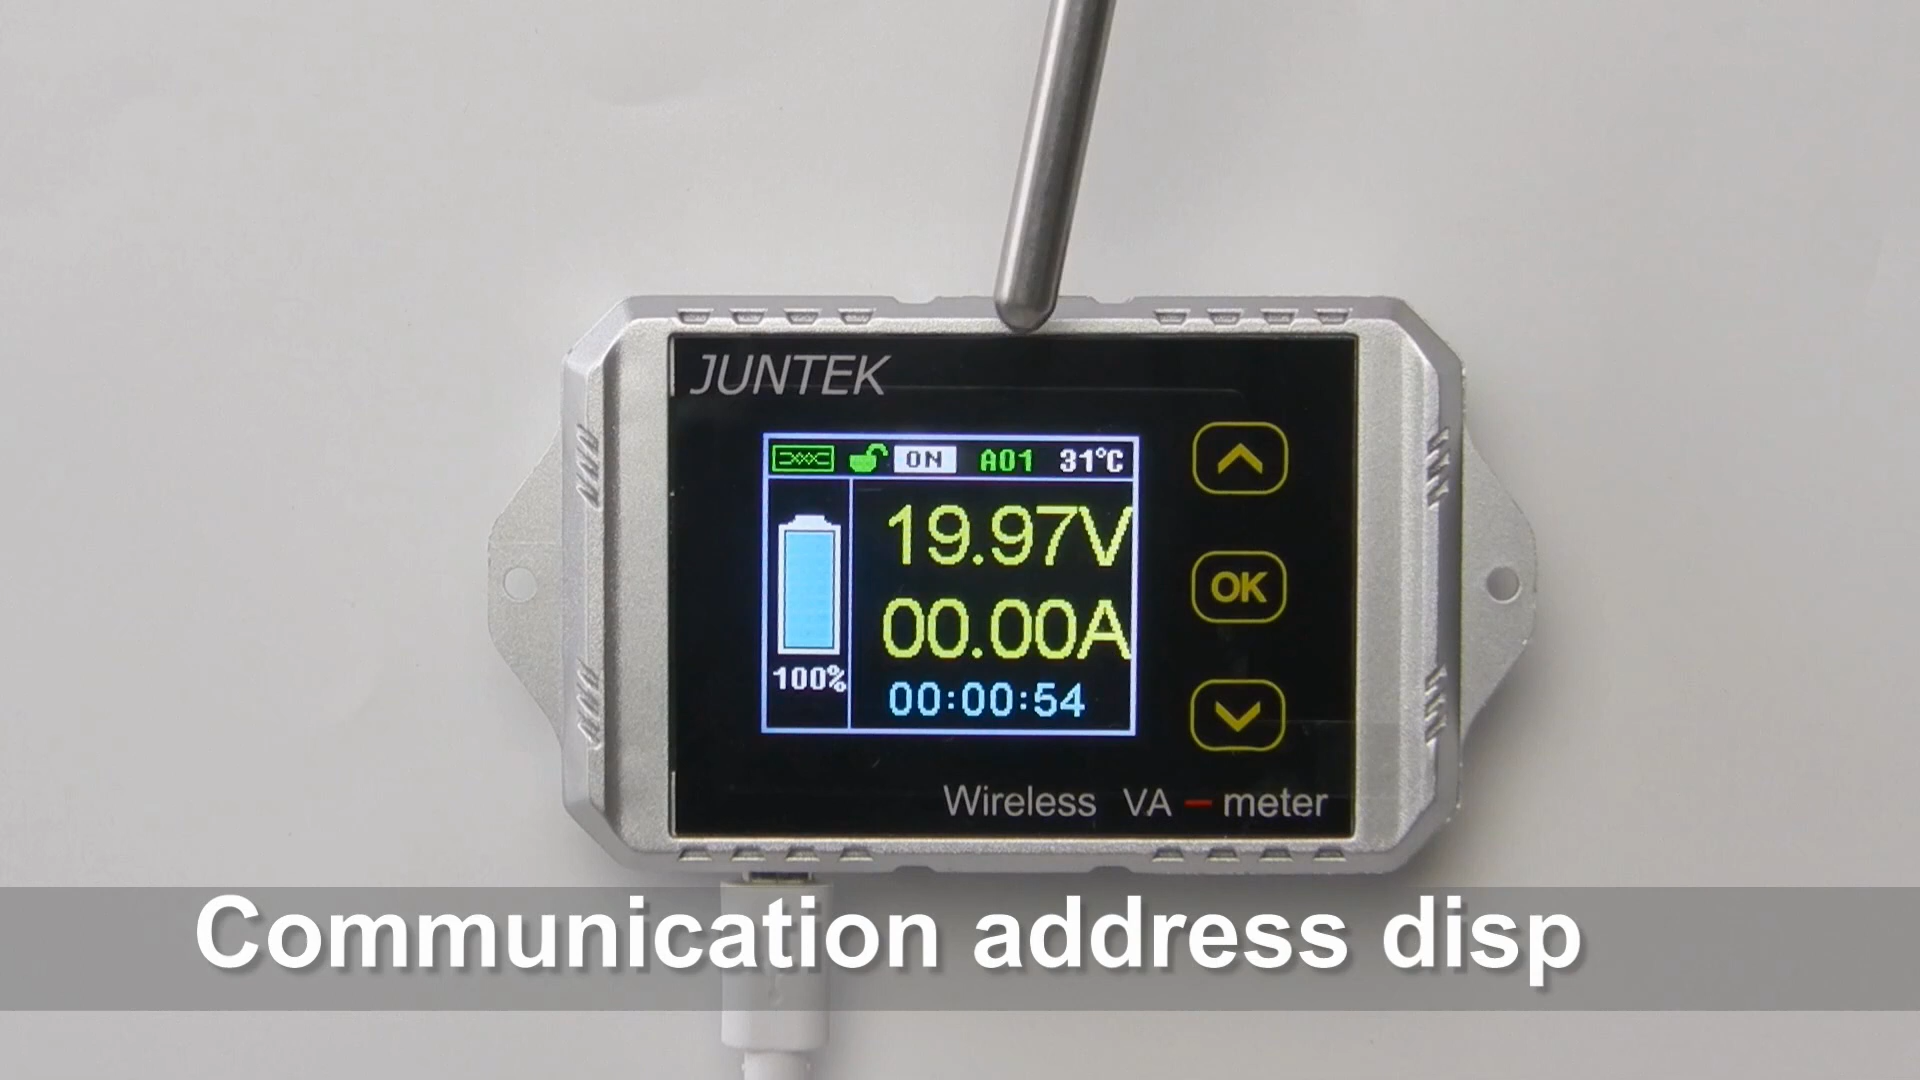 JUNTEK
ON A01 31°C
19.97V
00.00A
100%
00:00:54
OK
Wireless VA - meter
Communication address disp